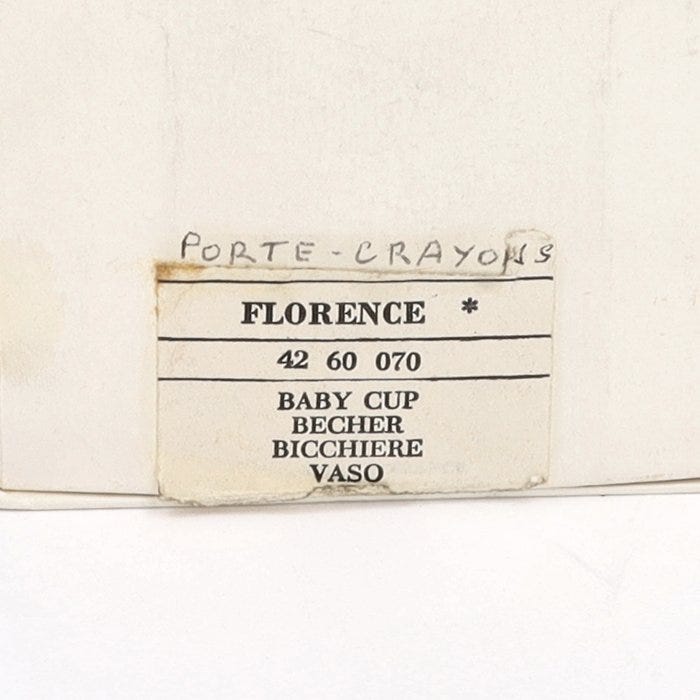 PORTE-CRAYONS
FLORENCE *
42 60 070
BABY CUP
BECHER
BICCHIERE
VASO